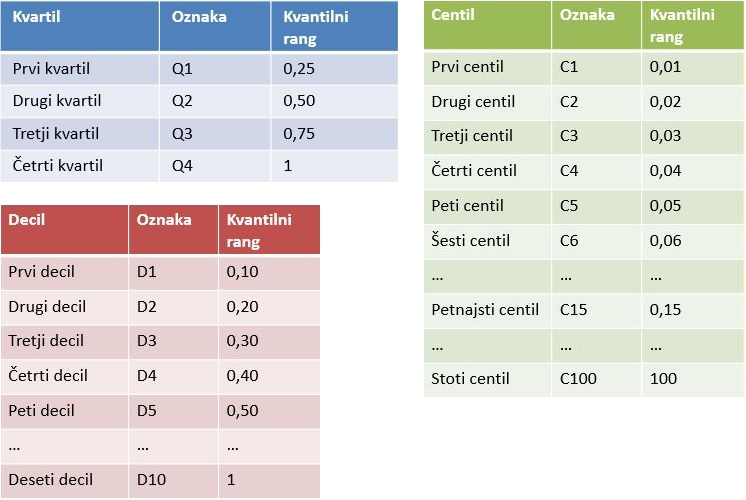 Kvartil Oznaka Kvantilni
rang
Prvi kvartil Q1 0,25
Drugi kvartil Q2 0,50
Tretji kvartil Q3 0,75
Četrti kvartil Q4 1
Decil Oznaka Kvantilni
rang
Prvi decil D1 0,10
Drugi decil D2 0,20
Tretji decil D3 0,30
Četrti decil D4 0,40
Peti decil D5 0,50
... ... ...
Deseti decil D10 1
Centil Oznaka Kvantilni
rang
Prvi centil C1 0,01
Drugi centil C2 0,02
Tretji centil C3 0,03
Četrti centil C4 0,04
Peti centil C5 0,05
Šesti centil C6 0,06
... ... ...
Petnajsti centil C15 0,15
... ... ...
Stoti centil C100 100